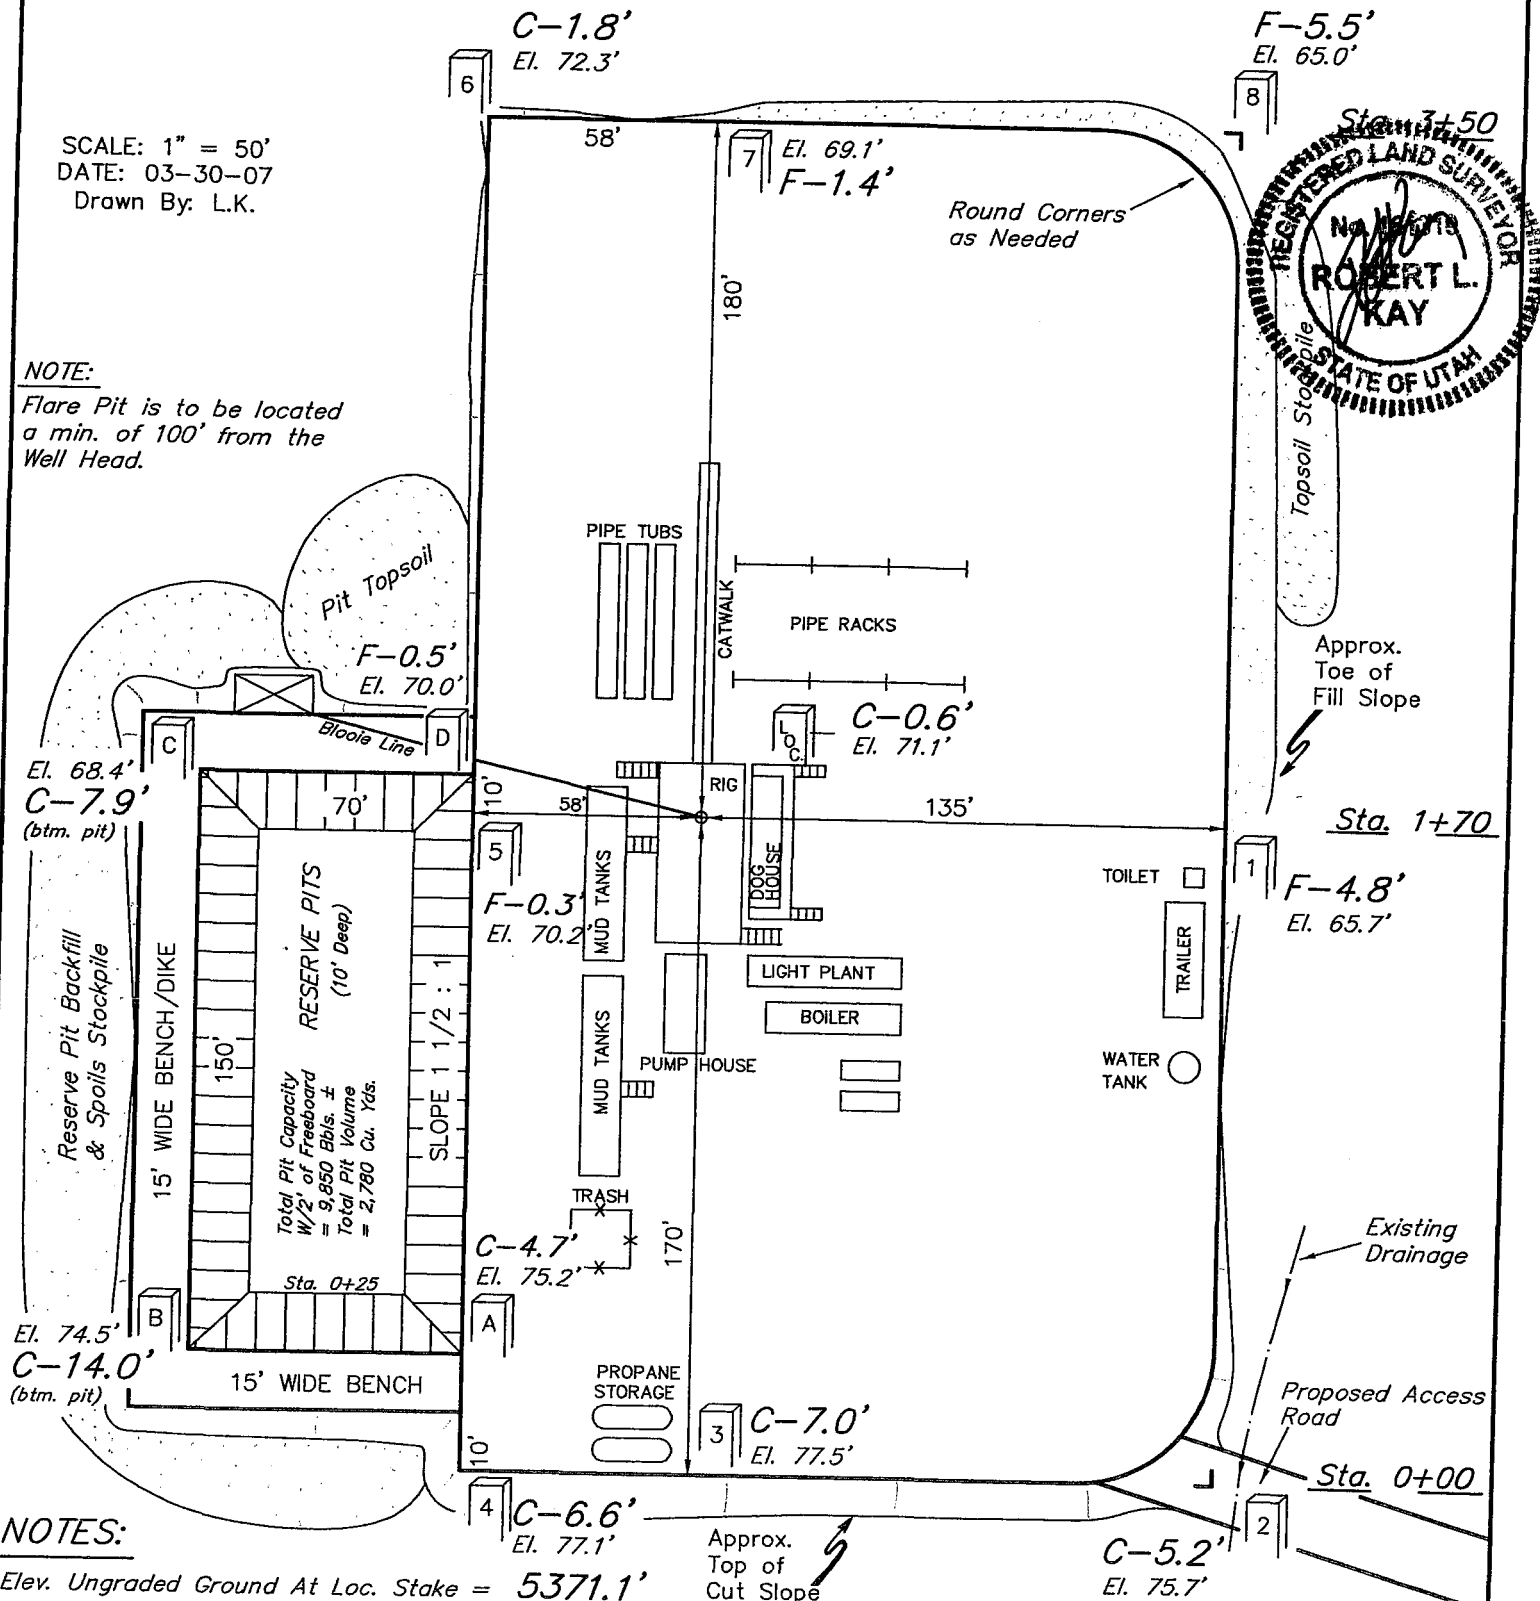 C-1.8'
El. 72.3'
F-5.5'
El. 65.0'
6
8
Sta. 3+50
SCALE: 1" = 50'
DATE: 03-30-07
Drawn By: L.K.
58'
7
El. 69.1'
F-1.4'
Round Corners
as Needed
REGISTERED LAND SURVEYOR
No.
ROBERT L.
KAY
STATE OF UTAH
180'
NOTE:
Flare Pit is to be located
a min. of 100' from the
Well Head.
Topsoil Stockpile
PIPE TUBS
Pit Topsoil
CATWALK
PIPE RACKS
Approx.
Toe of
Fill Slope
F-0.5'
El. 70.0'
C
Blooie Line
D
LOC.
C-0.6'
El. 71.1'
El. 68.4'
C-7.9'
(btm. pit)
70'
10'
58'
RIG
135'
Sta. 1+70
5
1
F-0.3'
El. 70.2'
MUD TANKS
DOG
HOUSE
TOILET
F-4.8'
El. 65.7'
TRAILER
LIGHT PLANT
BOILER
Reserve Pit Backfill
& Spoils Stockpile
15' WIDE BENCH/DIKE
150'
RESERVE PITS
(10' Deep)
Total Pit Capacity
W/2' of Freeboard
= 9,850 Bbls. ±
Total Pit Volume
= 2,780 Cu. Yds.
SLOPE 1 1/2 : 1
MUD TANKS
PUMP HOUSE
WATER
TANK
TRASH
170'
C-4.7'
El. 75.2'
Existing
Drainage
Sta. 0+25
B
A
El. 74.5'
C-14.0'
(btm. pit)
15' WIDE BENCH
PROPANE
STORAGE
3
C-7.0'
El. 77.5'
Proposed Access
Road
10'
Sta. 0+00
4
C-6.6'
El. 77.1'
2
C-5.2'
El. 75.7'
Approx.
Top of
Cut Slope
NOTES:
Elev. Ungraded Ground At Loc. Stake = 5371.1'